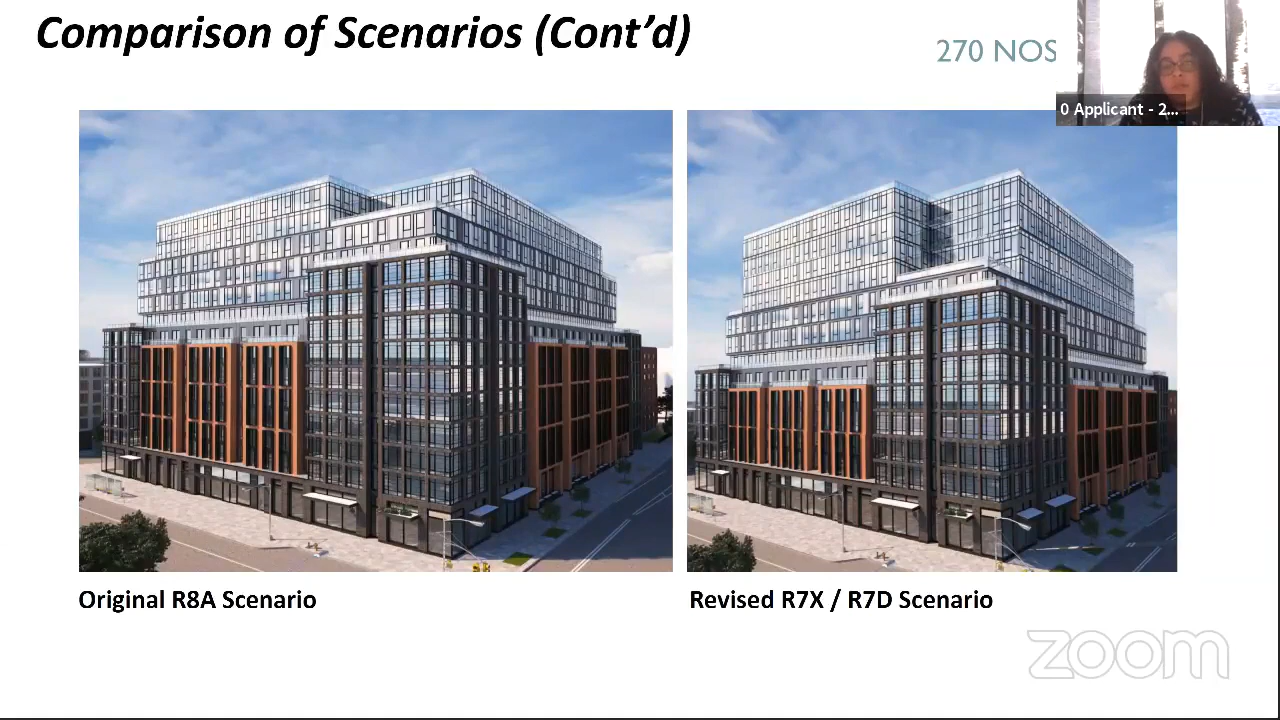 Comparison of Scenarios (Cont’d)
270 NOS
0 Applicant - 2...
Original R8A Scenario
Revised R7X / R7D Scenario
zoom